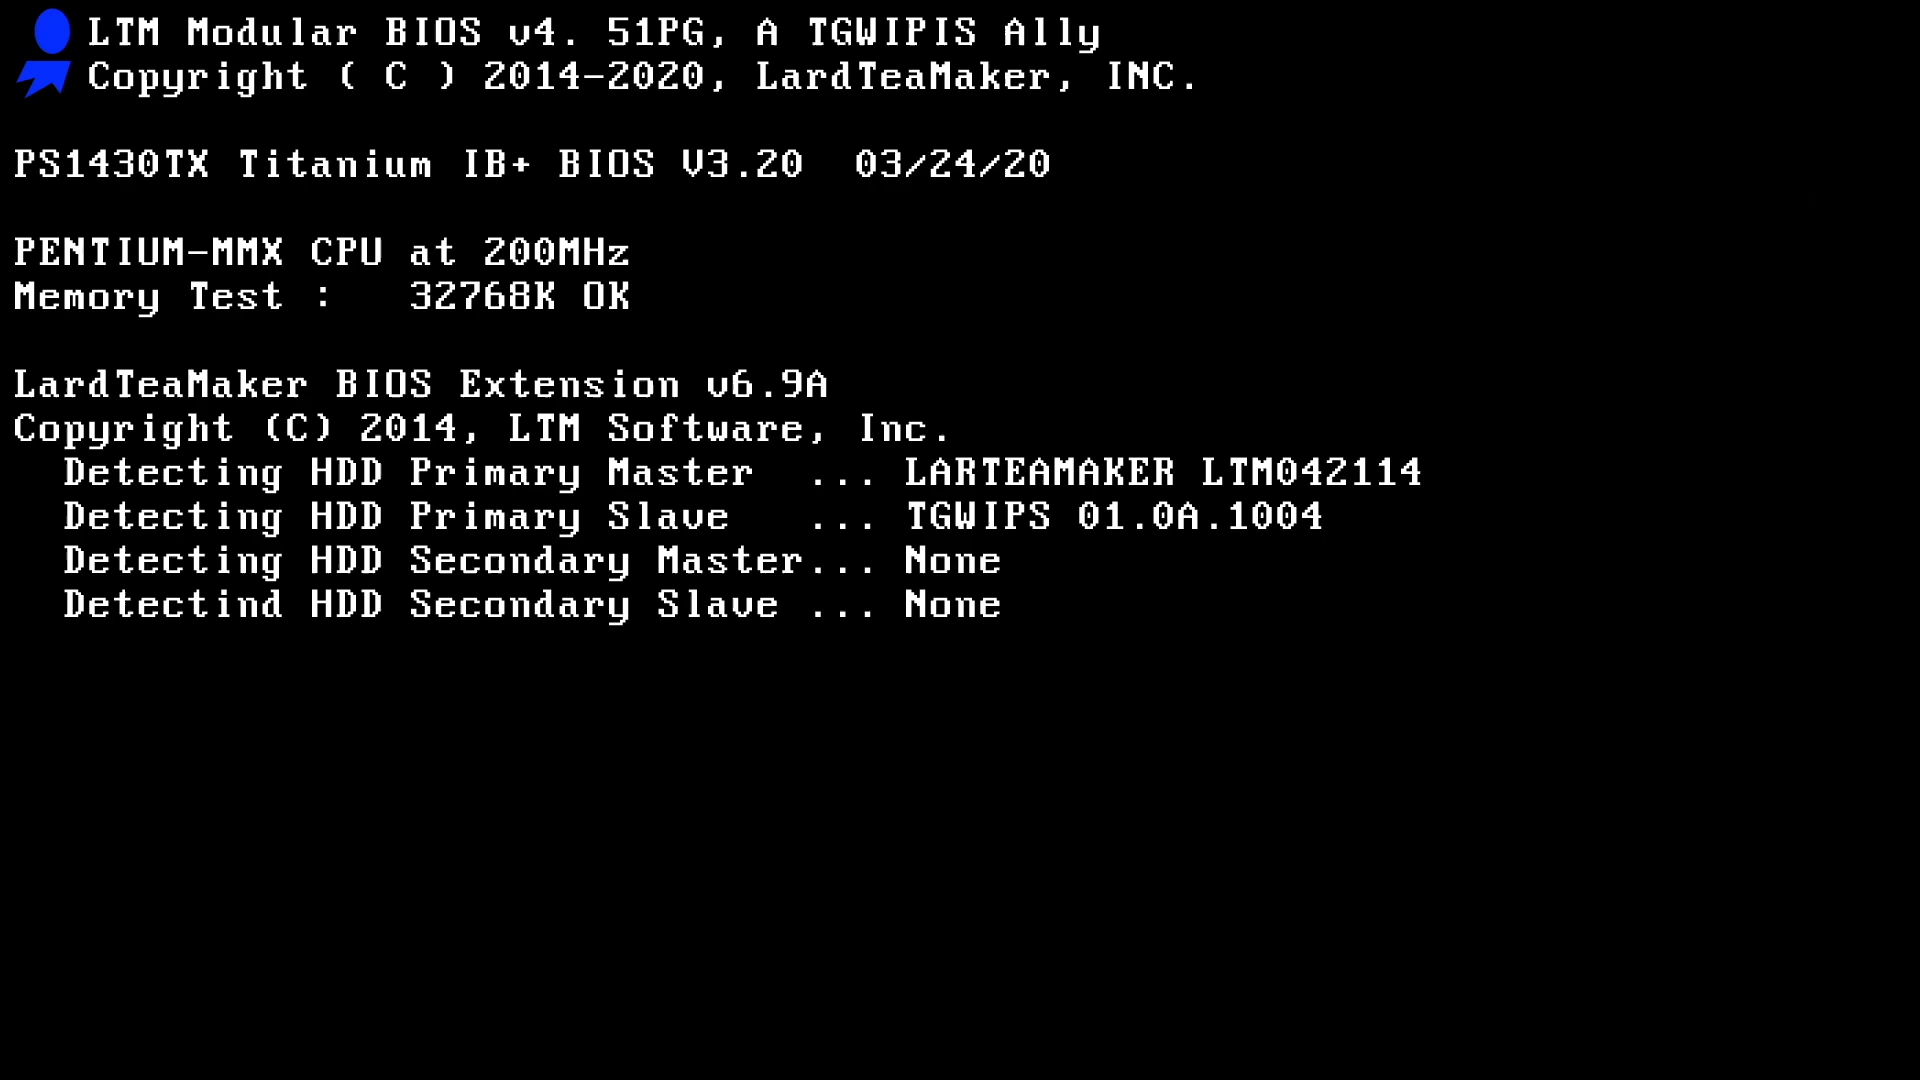 LTM Modular BIOS v4. 51PG, A TGWIPIS Ally
Copyright ( C ) 2014-2020, LardTeaMaker, INC.
PS1430TX Titanium IB+ BIOS V3.20  03/24/20
PENTIUM-MMX CPU at 200MHz
Memory Test :   32768K OK
LardTeaMaker BIOS Extension v6.9A
Copyright (C) 2014, LTM Software, Inc.
Detecting HDD Primary Master  ... LARTEAMAKER LTM042114
Detecting HDD Primary Slave   ... TGWIPS 01.0A.1004
Detecting HDD Secondary Master... None
Detectind HDD Secondary Slave ... None